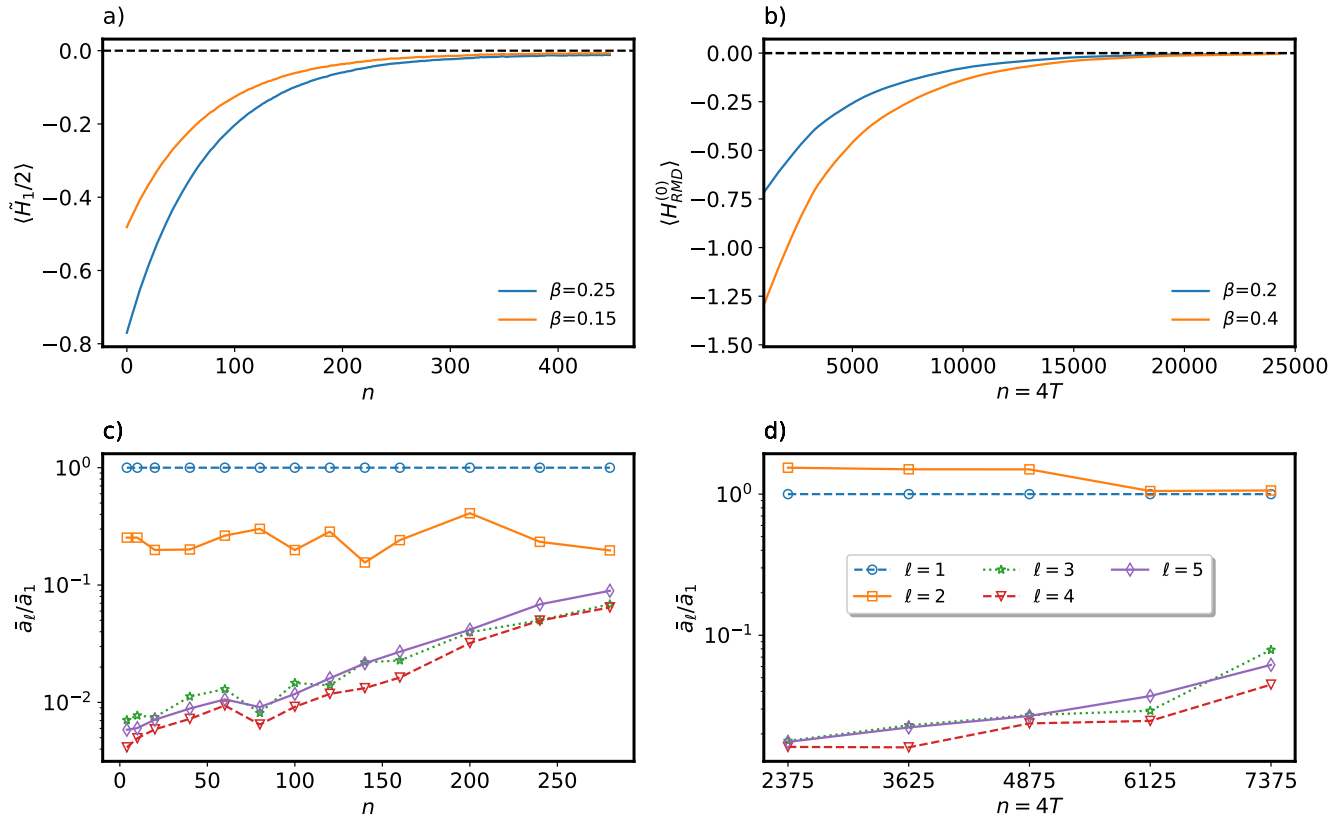 a)
0.0
−0.2
−0.4
−0.6
−0.8
⟨H̃₁/2⟩
β=0.25
β=0.15
0 100 200 300 400
n
b)
0.00
−0.25
−0.50
−0.75
−1.00
−1.25
−1.50
⟨H_{RMD}^{(0)}⟩
β=0.2
β=0.4
5000 10000 15000 20000 25000
n = 4T
c)
10⁰
10⁻¹
10⁻²
ā_ℓ/ā₁
0 50 100 150 200 250
n
d)
10⁰
10⁻¹
ā_ℓ/ā₁
ℓ = 1 ℓ = 3 ℓ = 5
ℓ = 2 ℓ = 4
2375 3625 4875 6125 7375
n = 4T